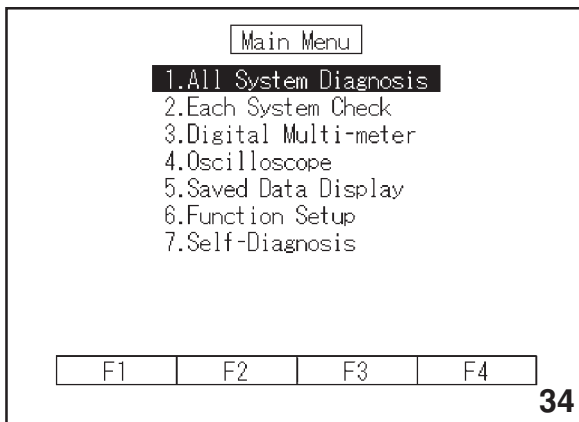 Main Menu
1.All System Diagnosis
2.Each System Check
3.Digital Multi-meter
4.Oscilloscope
5.Saved Data Display
6.Function Setup
7.Self-Diagnosis
F1 F2 F3 F4
34